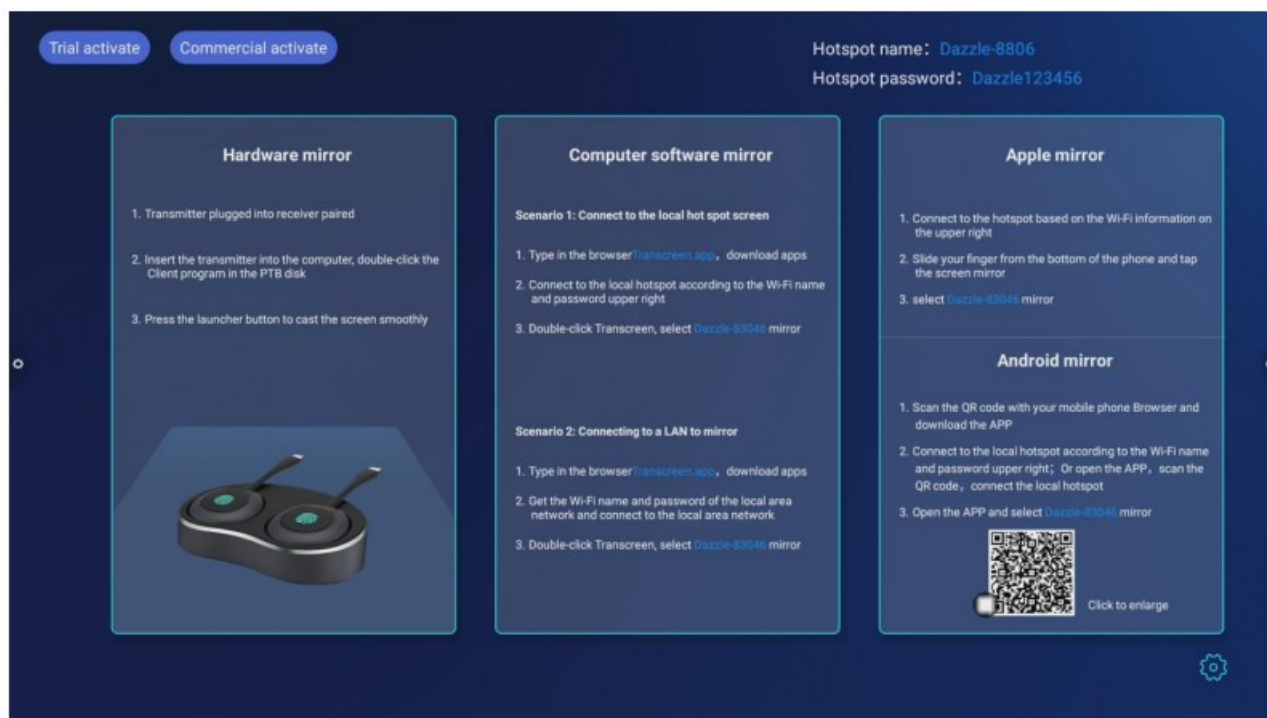 Trial activate
Commercial activate
Hotspot name： Dazzle-8806
Hotspot password： Dazzle123456
Hardware mirror
1. Transmitter plugged into receiver paired
2. Insert the transmitter into the computer, double-click the
Client program in the PTB disk
3. Press the launcher button to cast the screen smoothly
Computer software mirror
Scenario 1: Connect to the local hot spot screen
1. Type in the browserTranscreen.app，download apps
2. Connect to the local hotspot according to the Wi-Fi name
and password upper right
3. Double-click Transcreen, select Dazzle-83046 mirror
Scenario 2: Connecting to a LAN to mirror
1. Type in the browserTranscreen.app，download apps
2. Get the Wi-Fi name and password of the local area
network and connect to the local area network
3. Double-click Transcreen, select Dazzle-83046 mirror
Apple mirror
1. Connect to the hotspot based on the Wi-Fi information on
the upper right
2. Slide your finger from the bottom of the phone and tap
the screen mirror
3. select Dazzle-83046 mirror
Android mirror
1. Scan the QR code with your mobile phone Browser and
download the APP
2. Connect to the local hotspot according to the Wi-Fi name
and password upper right；Or open the APP，scan the
QR code，connect the local hotspot
3. Open the APP and select Dazzle-83046 mirror
Click to enlarge